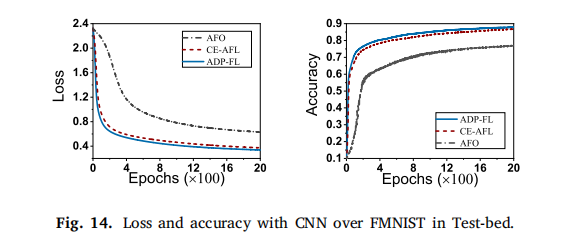 2.4
2.0
1.6
1.2
0.8
0.4
Loss
0 4 8 12 16 20
Epochs (×100)
AFO
CE-AFL
ADP-FL
0.9
0.8
0.7
0.6
0.5
0.4
0.3
0.2
0.1
Accuracy
0 4 8 12 16 20
Epochs (×100)
ADP-FL
CE-AFL
AFO
Fig. 14. Loss and accuracy with CNN over FMNIST in Test-bed.